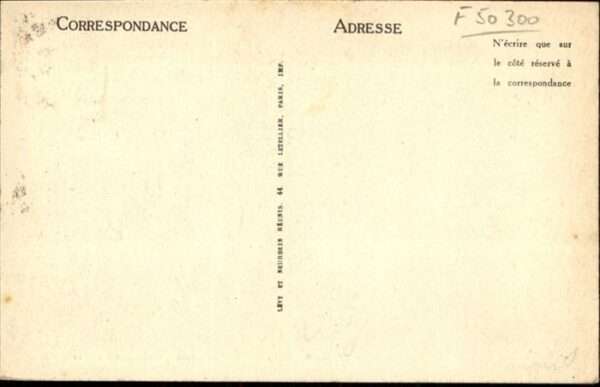 CORRESPONDANCE
ADRESSE
F 50 300
N'écrire que sur
le côté réservé à
la correspondance
LÉVY ET NEURDEIN RÉUNIS. 44 RUE LETELLIER, PARIS, IMP.